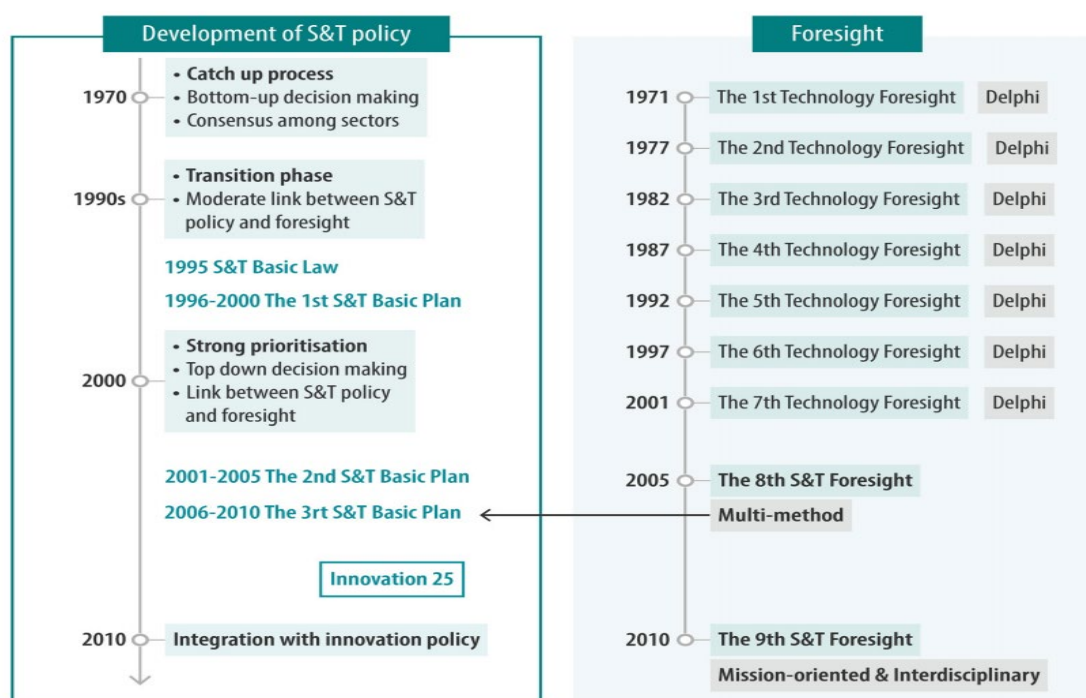 Development of S&T policy
1970
• Catch up process
• Bottom-up decision making
• Consensus among sectors
1990s
• Transition phase
• Moderate link between S&T
policy and foresight
1995 S&T Basic Law
1996-2000 The 1st S&T Basic Plan
2000
• Strong prioritisation
• Top down decision making
• Link between S&T policy
and foresight
2001-2005 The 2nd S&T Basic Plan
2006-2010 The 3rt S&T Basic Plan
Innovation 25
2010
Integration with innovation policy
Foresight
1971 The 1st Technology Foresight Delphi
1977 The 2nd Technology Foresight Delphi
1982 The 3rd Technology Foresight Delphi
1987 The 4th Technology Foresight Delphi
1992 The 5th Technology Foresight Delphi
1997 The 6th Technology Foresight Delphi
2001 The 7th Technology Foresight Delphi
2005 The 8th S&T Foresight
Multi-method
2010 The 9th S&T Foresight
Mission-oriented & Interdisciplinary